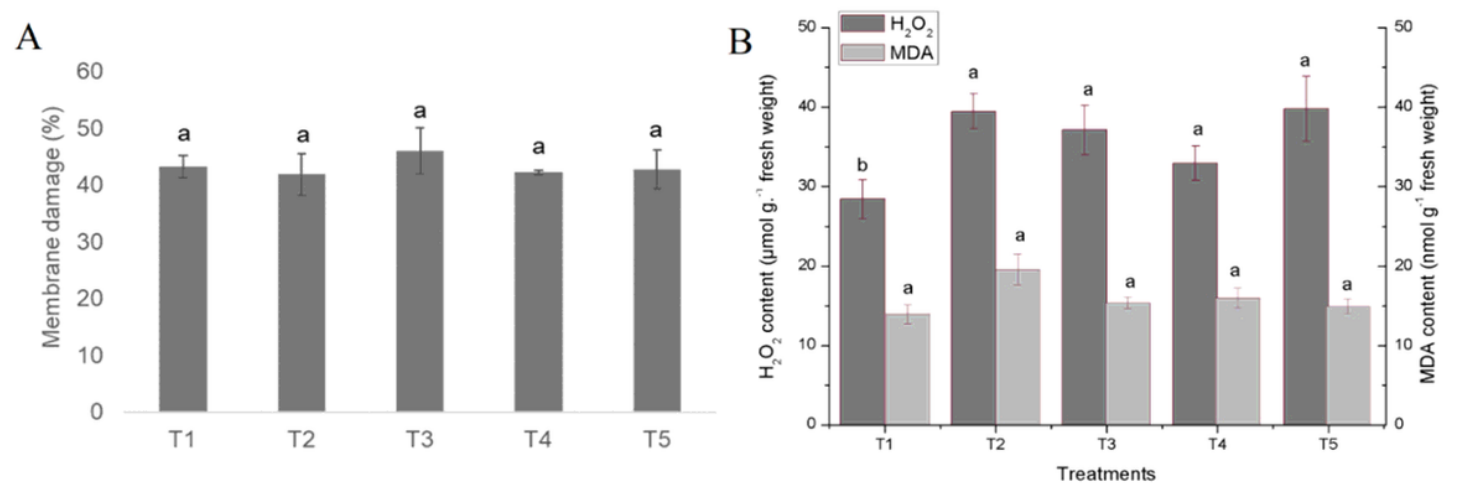 A
Membrane damage (%)
60
50
40
30
20
10
0
a
a
a
a
a
T1 T2 T3 T4 T5
B
H₂O₂
MDA
H₂O₂ content (µmol g.⁻¹ fresh weight)
50
40
30
20
10
0
b
a
a
a
a
a
a
a
a
a
50
40
30
20
10
0
MDA content (nmol g⁻¹ fresh weight)
T1 T2 T3 T4 T5
Treatments